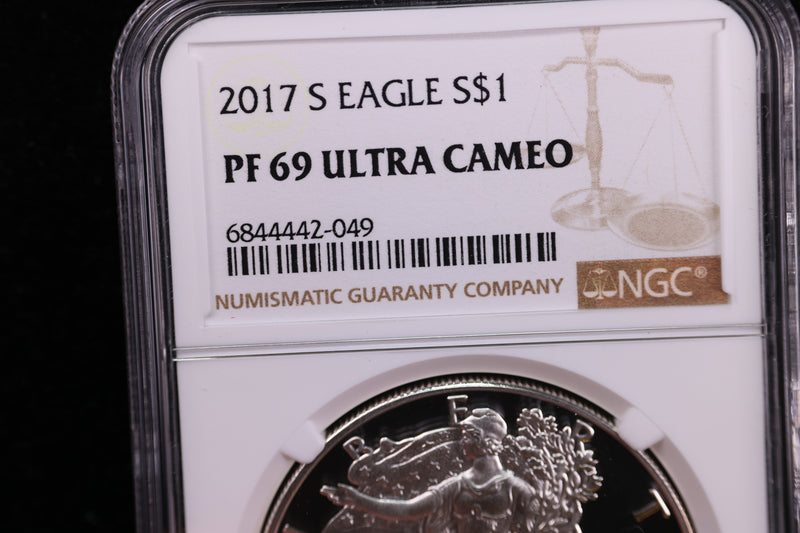 2017 S EAGLE S$1
PF 69 ULTRA CAMEO
6844442-049
NUMISMATIC GUARANTY COMPANY
NGC®
R E D T